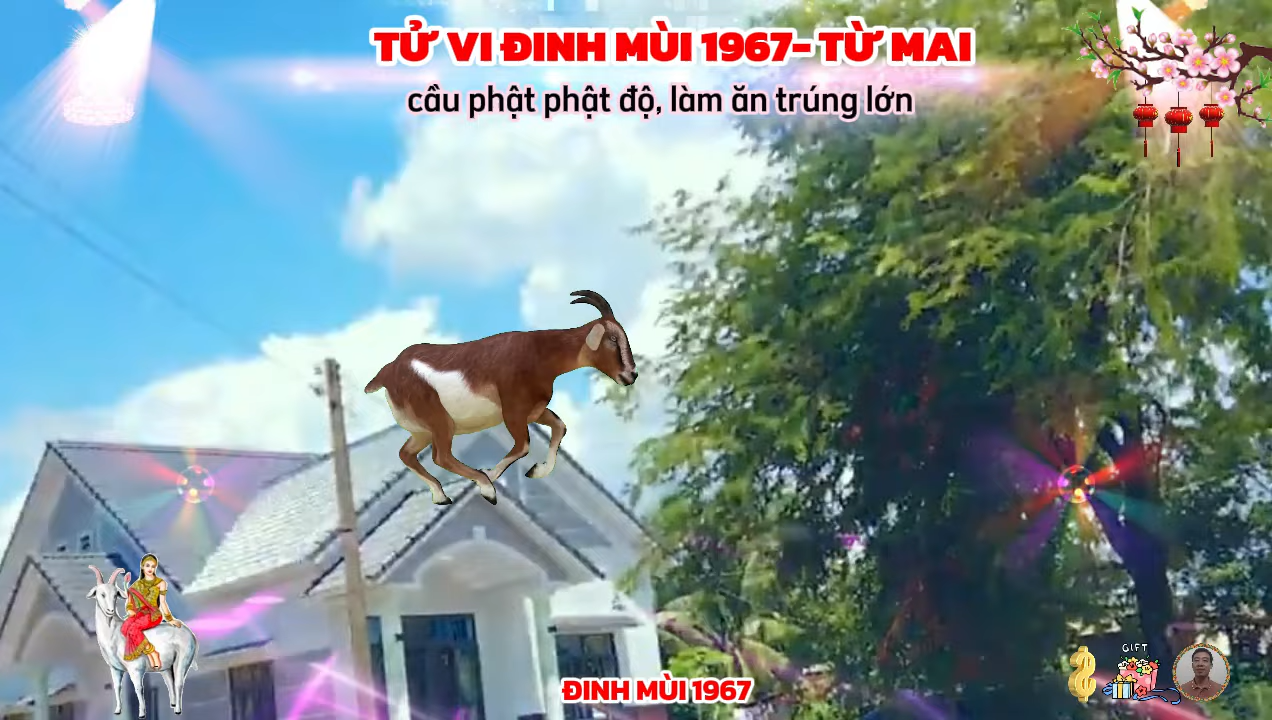 TỬ VI ĐINH MÙI 1967- TỪ MAI
cầu phật phật độ, làm ăn trúng lớn
GIFT
ĐINH MÙI 1967